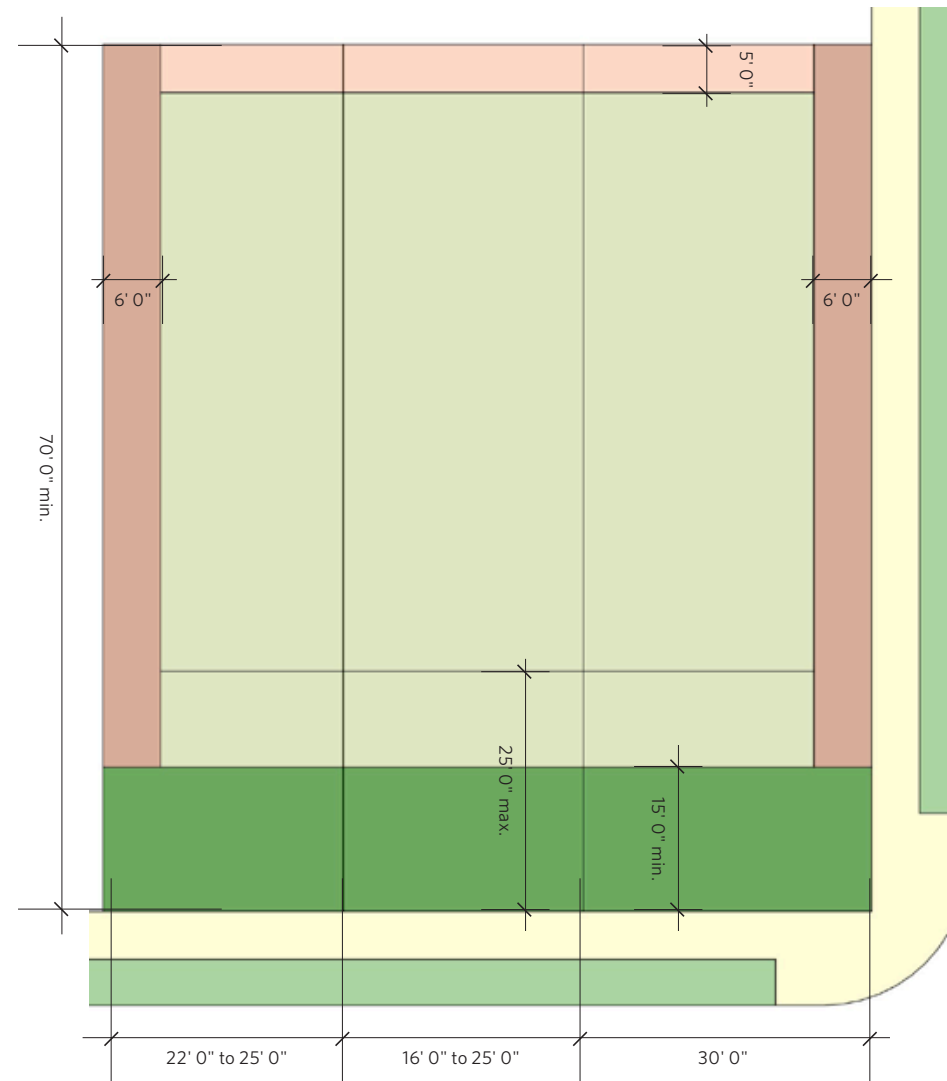 5' 0"
6' 0"
6' 0"
70' 0" min.
25' 0" max.
15' 0" min.
22' 0" to 25' 0"
16' 0" to 25' 0"
30' 0"